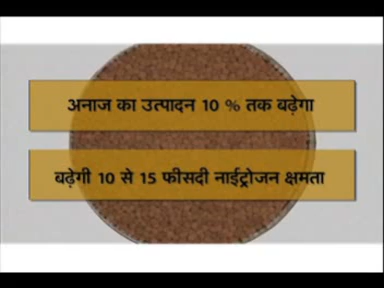 अनाज का उत्पादन 10 % तक बढ़ेगा
बढ़ेगी 10 से 15 फीसदी नाईट्रोजन क्षमता